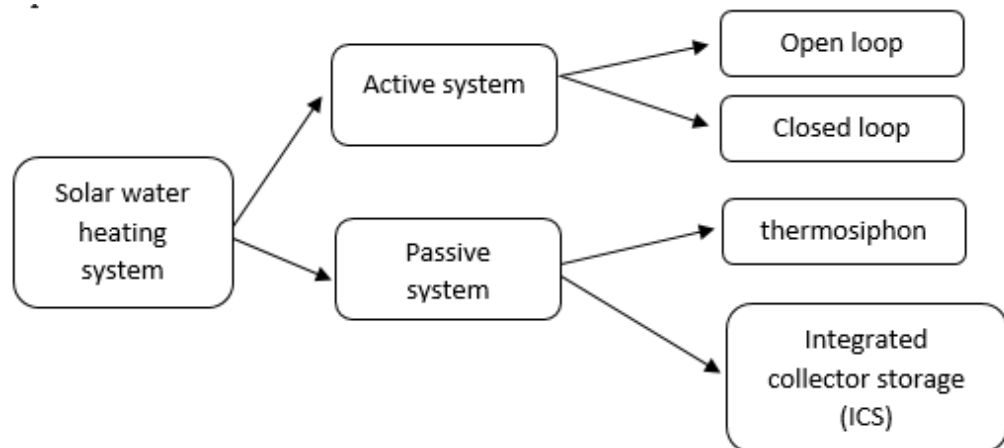 Open loop
Active system
Closed loop
Solar water
heating
system
thermosiphon
Passive
system
Integrated
collector storage
(ICS)